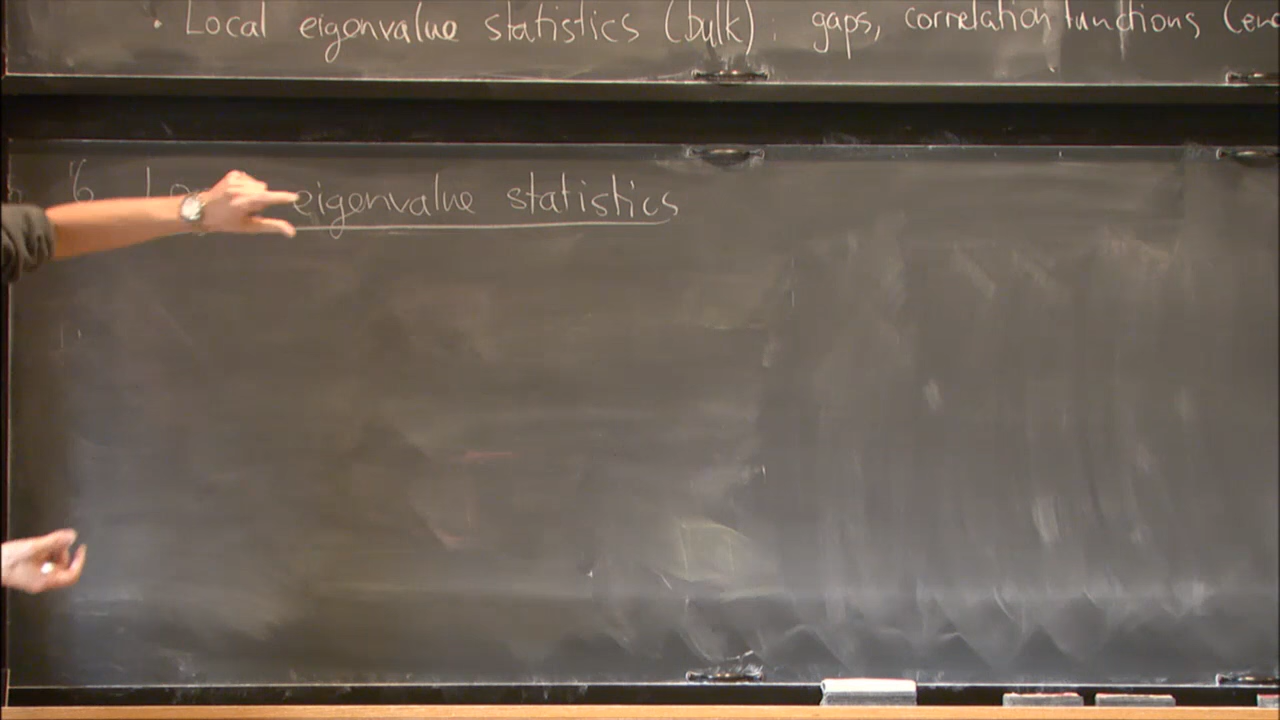 • Local eigenvalue statistics (bulk): gaps, correlation functions
6 eigenvalue statistics